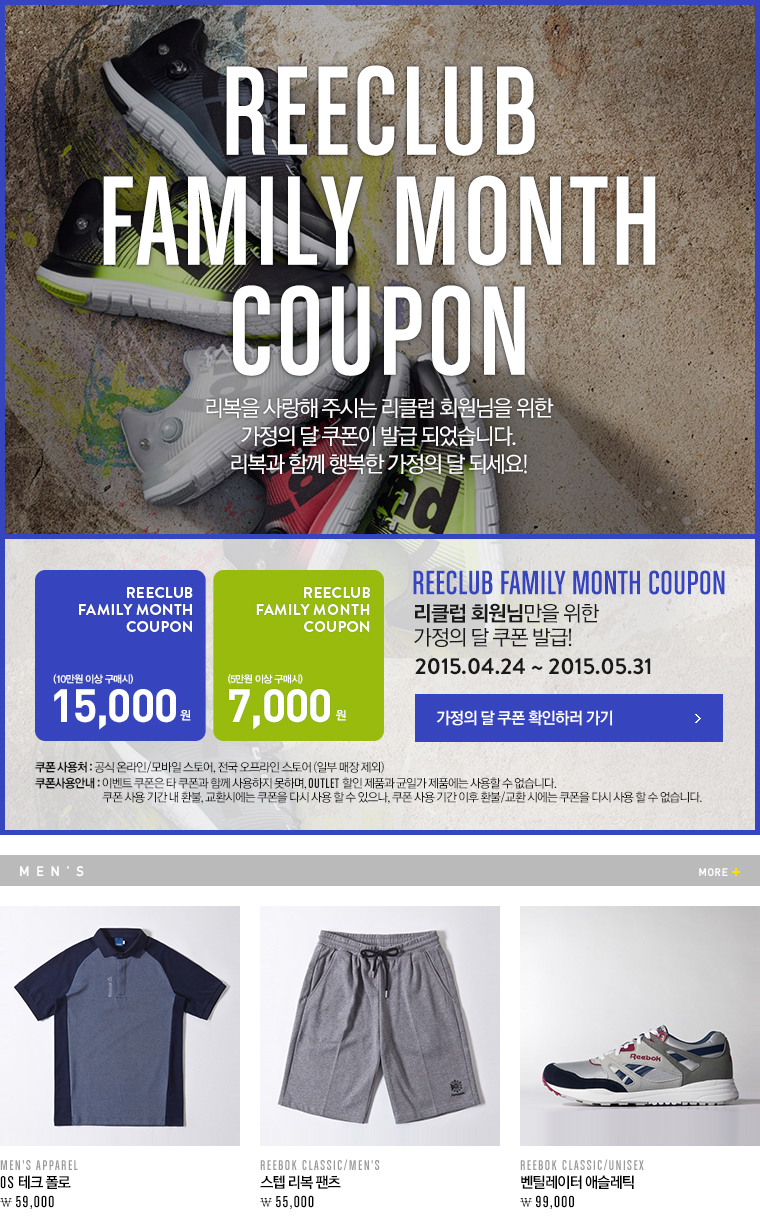 REECLUB
FAMILY MONTH
COUPON
리복을 사랑해 주시는 리클럽 회원님을 위한
가정의 달 쿠폰이 발급 되었습니다.
리복과 함께 행복한 가정의 달 되세요!
REECLUB
FAMILY MONTH
COUPON
(10만원 이상 구매시)
15,000 원
REECLUB
FAMILY MONTH
COUPON
(5만원 이상 구매시)
7,000 원
REECLUB FAMILY MONTH COUPON
리클럽 회원님만을 위한
가정의 달 쿠폰 발급!
2015.04.24 ~ 2015.05.31
가정의 달 쿠폰 확인하러 가기 >
쿠폰 사용처 : 공식 온라인/모바일 스토어, 전국 오프라인 스토어 (일부 매장 제외)
쿠폰사용안내 : 이벤트 쿠폰은 타 쿠폰과 함께 사용하지 못하며, OUTLET 할인 제품과 균일가 제품에는 사용할 수 없습니다.
쿠폰 사용 기간 내 환불, 교환시에는 쿠폰을 다시 사용 할 수 있으나, 쿠폰 사용 기간 이후 환불/교환 시에는 쿠폰을 다시 사용 할 수 없습니다.
MEN'S
MORE +
Reebok
MEN'S APPAREL
OS 테크 폴로
₩ 59,000
REEBOK CLASSIC/MEN'S
스텝 리복 팬츠
₩ 55,000
REEBOK CLASSIC/UNISEX
벤틸레이터 애슬레틱
₩ 99,000